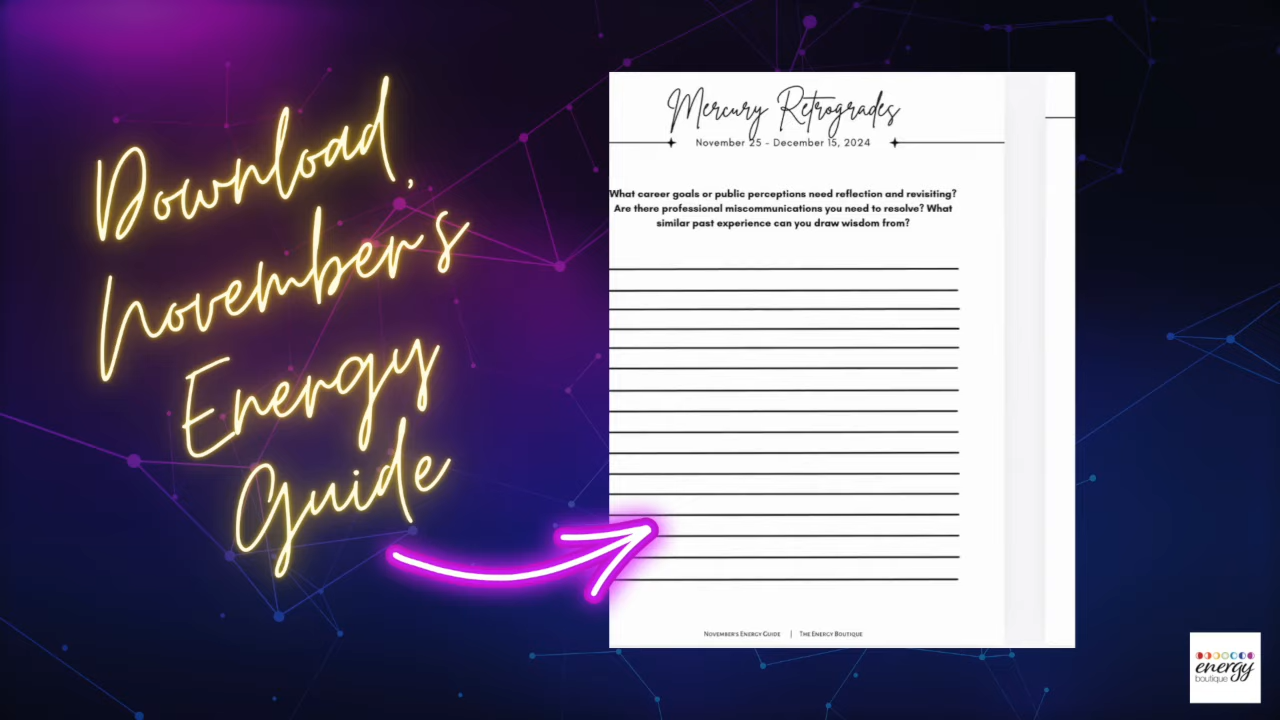 Download
November's
Energy
Guide
Mercury Retrogrades
November 25 - December 15, 2024
What career goals or public perceptions need reflection and revisiting?
Are there professional miscommunications you need to resolve? What
similar past experience can you draw wisdom from?
November's Energy Guide | The Energy Boutique
energy
boutique